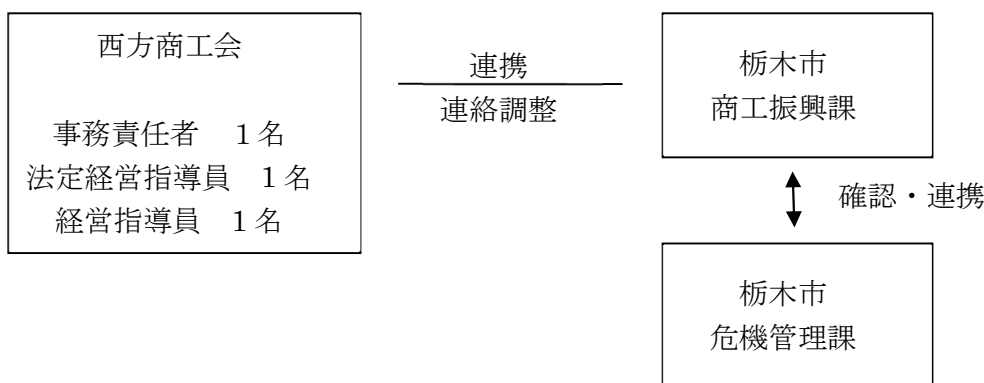 西方商工会
事務責任者　１名
法定経営指導員　１名
経営指導員　１名
連携
連絡調整
栃木市
商工振興課
確認・連携
栃木市
危機管理課